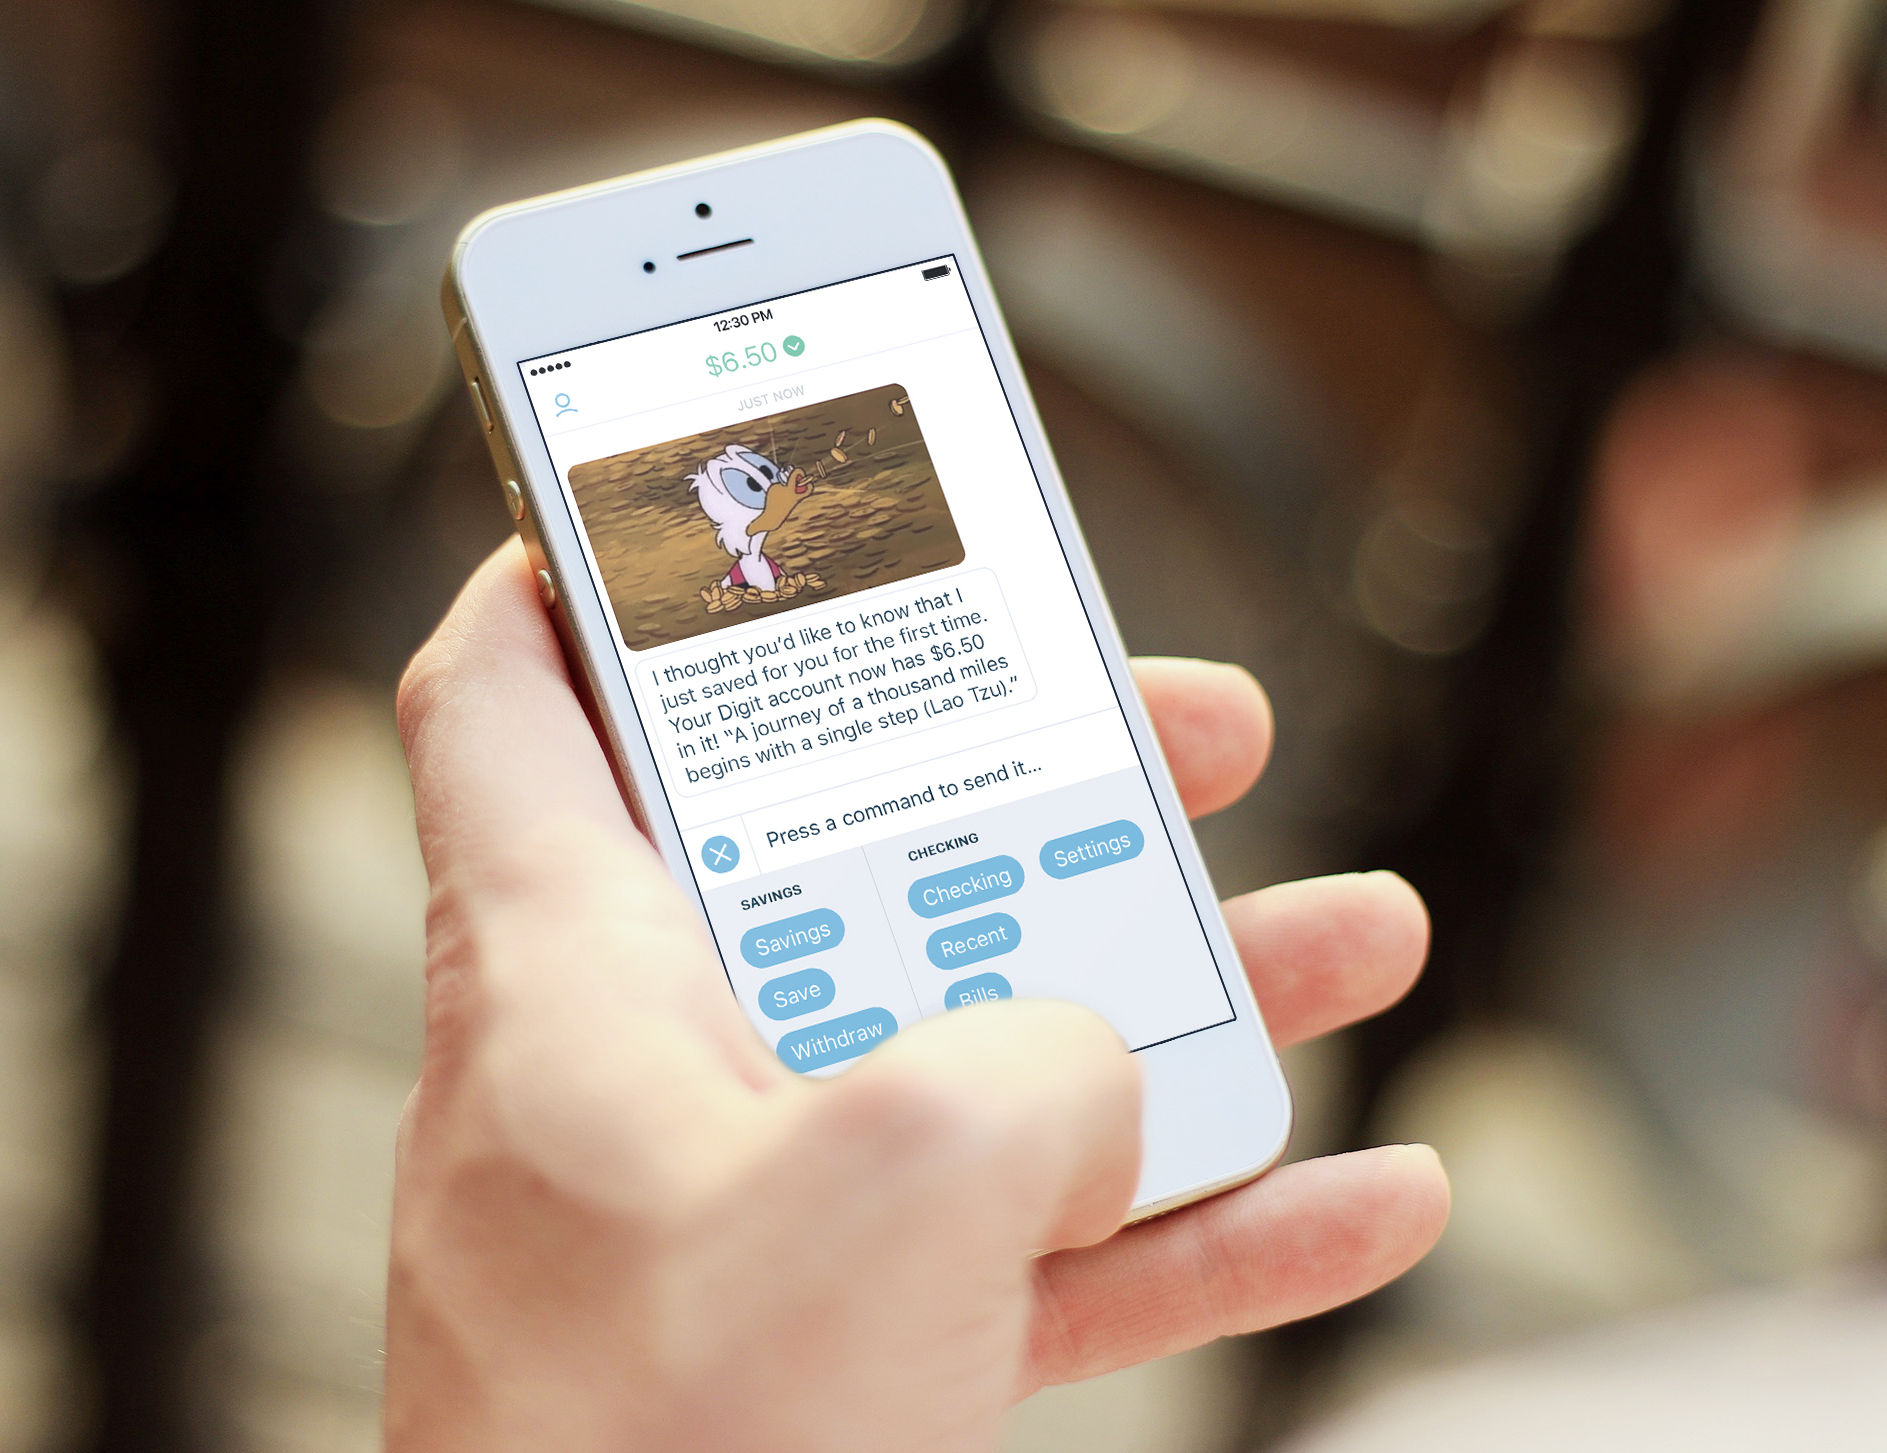 12:30 PM
$6.50
JUST NOW
I thought you'd like to know that I
just saved for you for the first time.
Your Digit account now has $6.50
in it! “A journey of a thousand miles
begins with a single step (Lao Tzu).”
Press a command to send it...
SAVINGS
Savings
Save
Withdraw
CHECKING
Checking
Recent
Bills
Settings